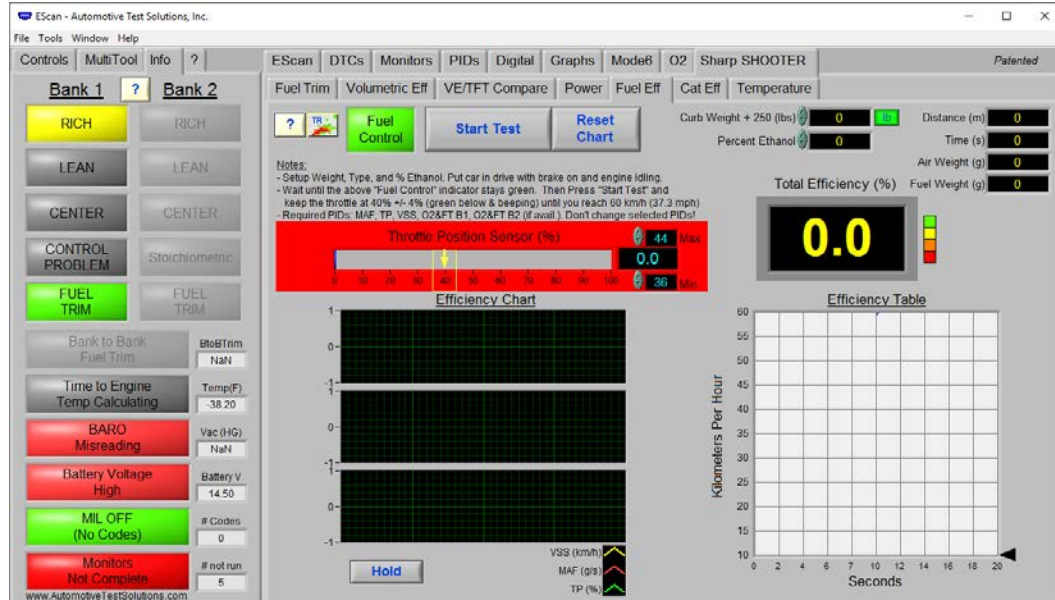 EScan - Automotive Test Solutions, Inc.
File Tools Window Help
Controls MultiTool Info ?
EScan DTCs Monitors PIDs Digital Graphs Mode6 O2 Sharp SHOOTER Patented
Fuel Trim Volumetric Eff VE/TFT Compare Power Fuel Eff Cat Eff Temperature
Bank 1 ? Bank 2
RICH RICH
LEAN LEAN
CENTER CENTER
CONTROL PROBLEM Stoichiometric
FUEL TRIM FUEL TRIM
Bank to Bank Fuel Trim BtoBTrim NaN
Time to Engine Temp Calculating Temp(F) -38.20
BARO Misreading Vac (HG) NaN
Battery Voltage High Battery V 14.50
MIL OFF (No Codes) # Codes 0
Monitors Not Complete # not run 5
www.AutomotiveTestSolutions.com
? TR Fuel Control Start Test Reset Chart
Curb Weight + 250 (lbs) 0 lb
Percent Ethanol 0
Distance (m) 0
Time (s) 0
Air Weight (g) 0
Fuel Weight (g) 0
Notes:
- Setup Weight, Type, and % Ethanol. Put car in drive with brake on and engine idling.
- Wait until the above "Fuel Control" indicator stays green. Then Press "Start Test" and
keep the throttle at 40% +/- 4% (green below & beeping) until you reach 60 km/h (37.3 mph)
- Required PIDs: MAF, TP, VSS, O2&FT B1, O2&FT B2 (if avail.). Don't change selected PIDs!
Total Efficiency (%)
0.0
Throttle Position Sensor (%) 44 Max
0.0
0 10 20 30 40 50 60 70 80 90 100 36 Min
Efficiency Chart
1
0
-1
1
0
-1
1
0
-1
VSS (km/h)
MAF (g/s)
TP (%)
Hold
Efficiency Table
Kilometers Per Hour
60
55
50
45
40
35
30
25
20
15
10
0 2 4 6 7 10 12 14 16 18 20
Seconds